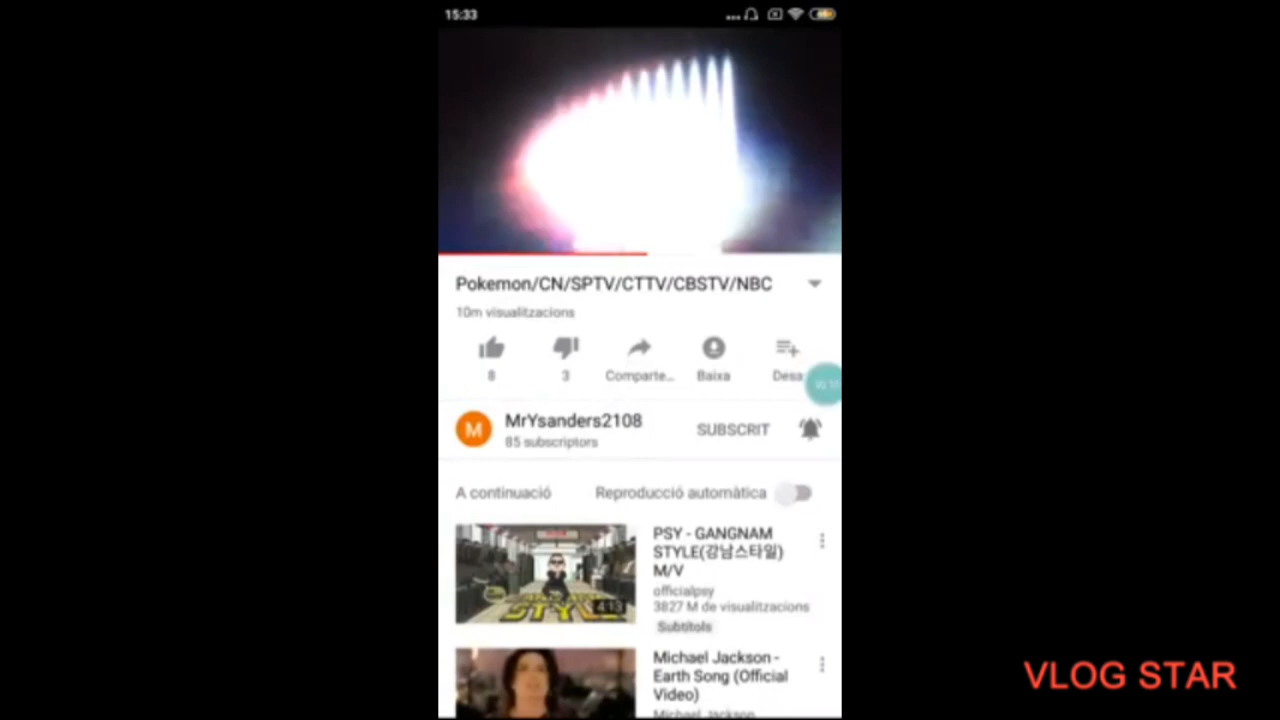 15:33
Pokemon/CN/SPTV/CTTV/CBSTV/NBC
10m visualitzacions
8
3
Comparte...
Baixa
Desa
MrYsanders2108
85 subscriptors
SUBSCRIT
A continuació
Reproducció automàtica
PSY - GANGNAM
STYLE(강남스타일)
M/V
officialpsy
3827 M de visualitzacions
Subtítols
4:13
Michael Jackson -
Earth Song (Official
Video)
Michael Jackson
VLOG STAR